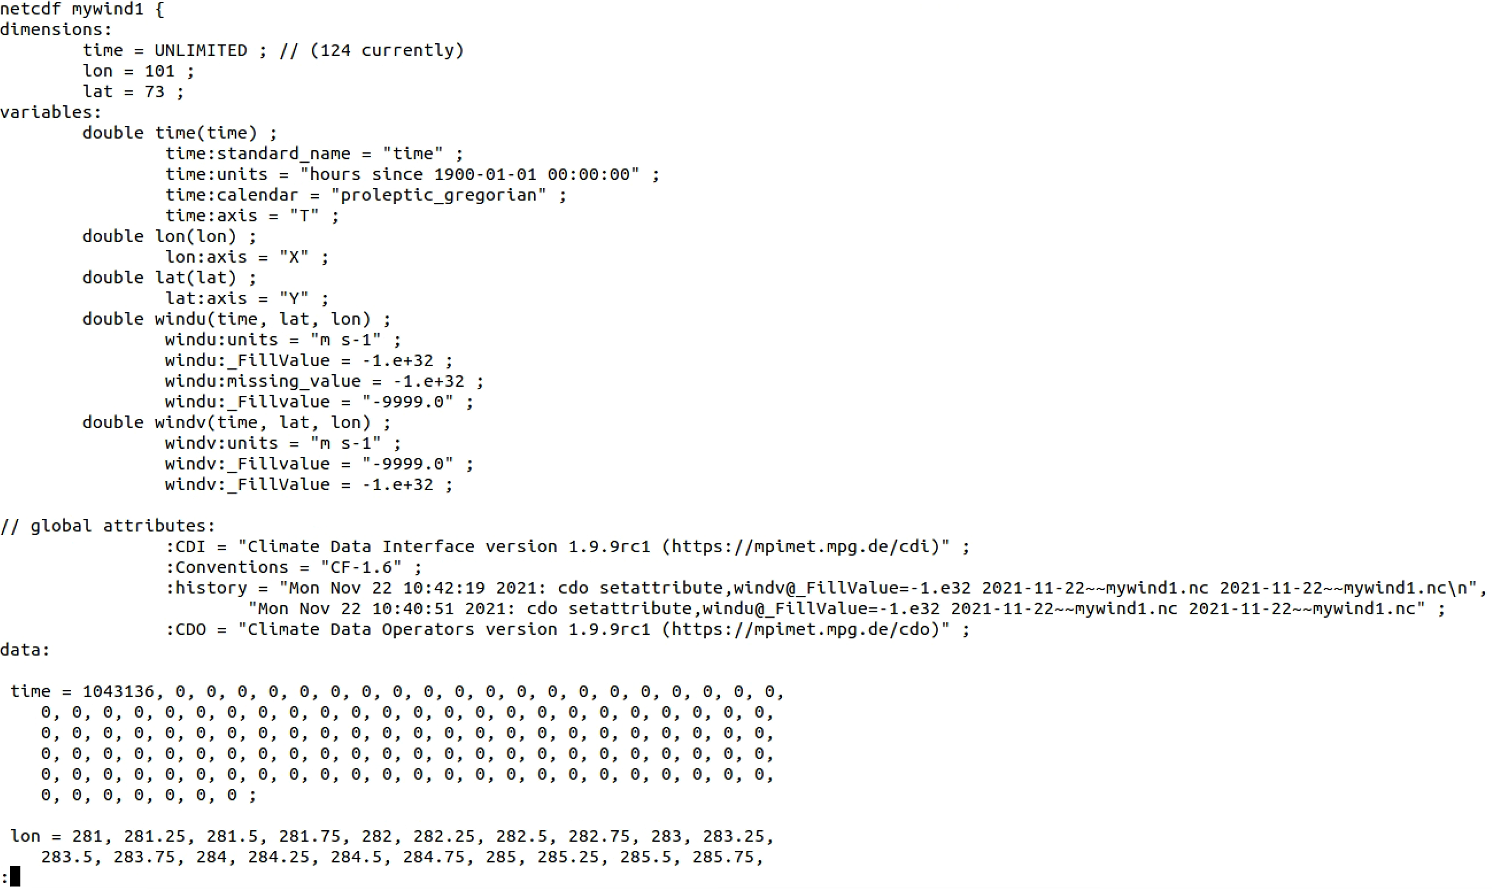 netcdf mywind1 {
dimensions:
        time = UNLIMITED ; // (124 currently)
        lon = 101 ;
        lat = 73 ;
variables:
        double time(time) ;
                time:standard_name = "time" ;
                time:units = "hours since 1900-01-01 00:00:00" ;
                time:calendar = "proleptic_gregorian" ;
                time:axis = "T" ;
        double lon(lon) ;
                lon:axis = "X" ;
        double lat(lat) ;
                lat:axis = "Y" ;
        double windu(time, lat, lon) ;
                windu:units = "m s-1" ;
                windu:_FillValue = -1.e+32 ;
                windu:missing_value = -1.e+32 ;
                windu:_Fillvalue = "-9999.0" ;
        double windv(time, lat, lon) ;
                windv:units = "m s-1" ;
                windv:_Fillvalue = "-9999.0" ;
                windv:_FillValue = -1.e+32 ;

// global attributes:
                :CDI = "Climate Data Interface version 1.9.9rc1 (https://mpimet.mpg.de/cdi)" ;
                :Conventions = "CF-1.6" ;
                :history = "Mon Nov 22 10:42:19 2021: cdo setattribute,windv@_FillValue=-1.e32 2021-11-22~~mywind1.nc 2021-11-22~~mywind1.nc\n",
                        "Mon Nov 22 10:40:51 2021: cdo setattribute,windu@_FillValue=-1.e32 2021-11-22~~mywind1.nc 2021-11-22~~mywind1.nc" ;
                :CDO = "Climate Data Operators version 1.9.9rc1 (https://mpimet.mpg.de/cdo)" ;
data:

 time = 1043136, 0, 0, 0, 0, 0, 0, 0, 0, 0, 0, 0, 0, 0, 0, 0, 0, 0, 0, 0, 0,
    0, 0, 0, 0, 0, 0, 0, 0, 0, 0, 0, 0, 0, 0, 0, 0, 0, 0, 0, 0, 0, 0, 0, 0,
    0, 0, 0, 0, 0, 0, 0, 0, 0, 0, 0, 0, 0, 0, 0, 0, 0, 0, 0, 0, 0, 0, 0, 0,
    0, 0, 0, 0, 0, 0, 0, 0, 0, 0, 0, 0, 0, 0, 0, 0, 0, 0, 0, 0, 0, 0, 0, 0,
    0, 0, 0, 0, 0, 0, 0, 0, 0, 0, 0, 0, 0, 0, 0, 0, 0, 0, 0, 0, 0, 0, 0, 0,
    0, 0, 0, 0, 0, 0, 0 ;

 lon = 281, 281.25, 281.5, 281.75, 282, 282.25, 282.5, 282.75, 283, 283.25,
    283.5, 283.75, 284, 284.25, 284.5, 284.75, 285, 285.25, 285.5, 285.75,
: